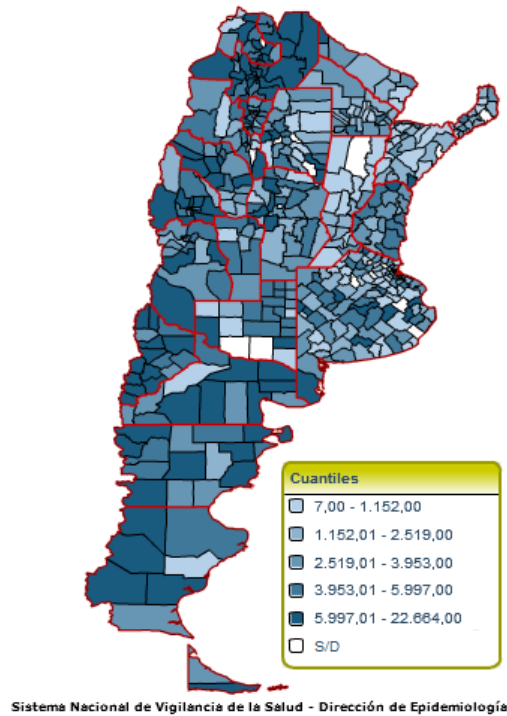 Cuantiles
7,00 - 1.152,00
1.152,01 - 2.519,00
2.519,01 - 3.953,00
3.953,01 - 5.997,00
5.997,01 - 22.664,00
S/D
Sistema Nacional de Vigilancia de la Salud - Dirección de Epidemiología